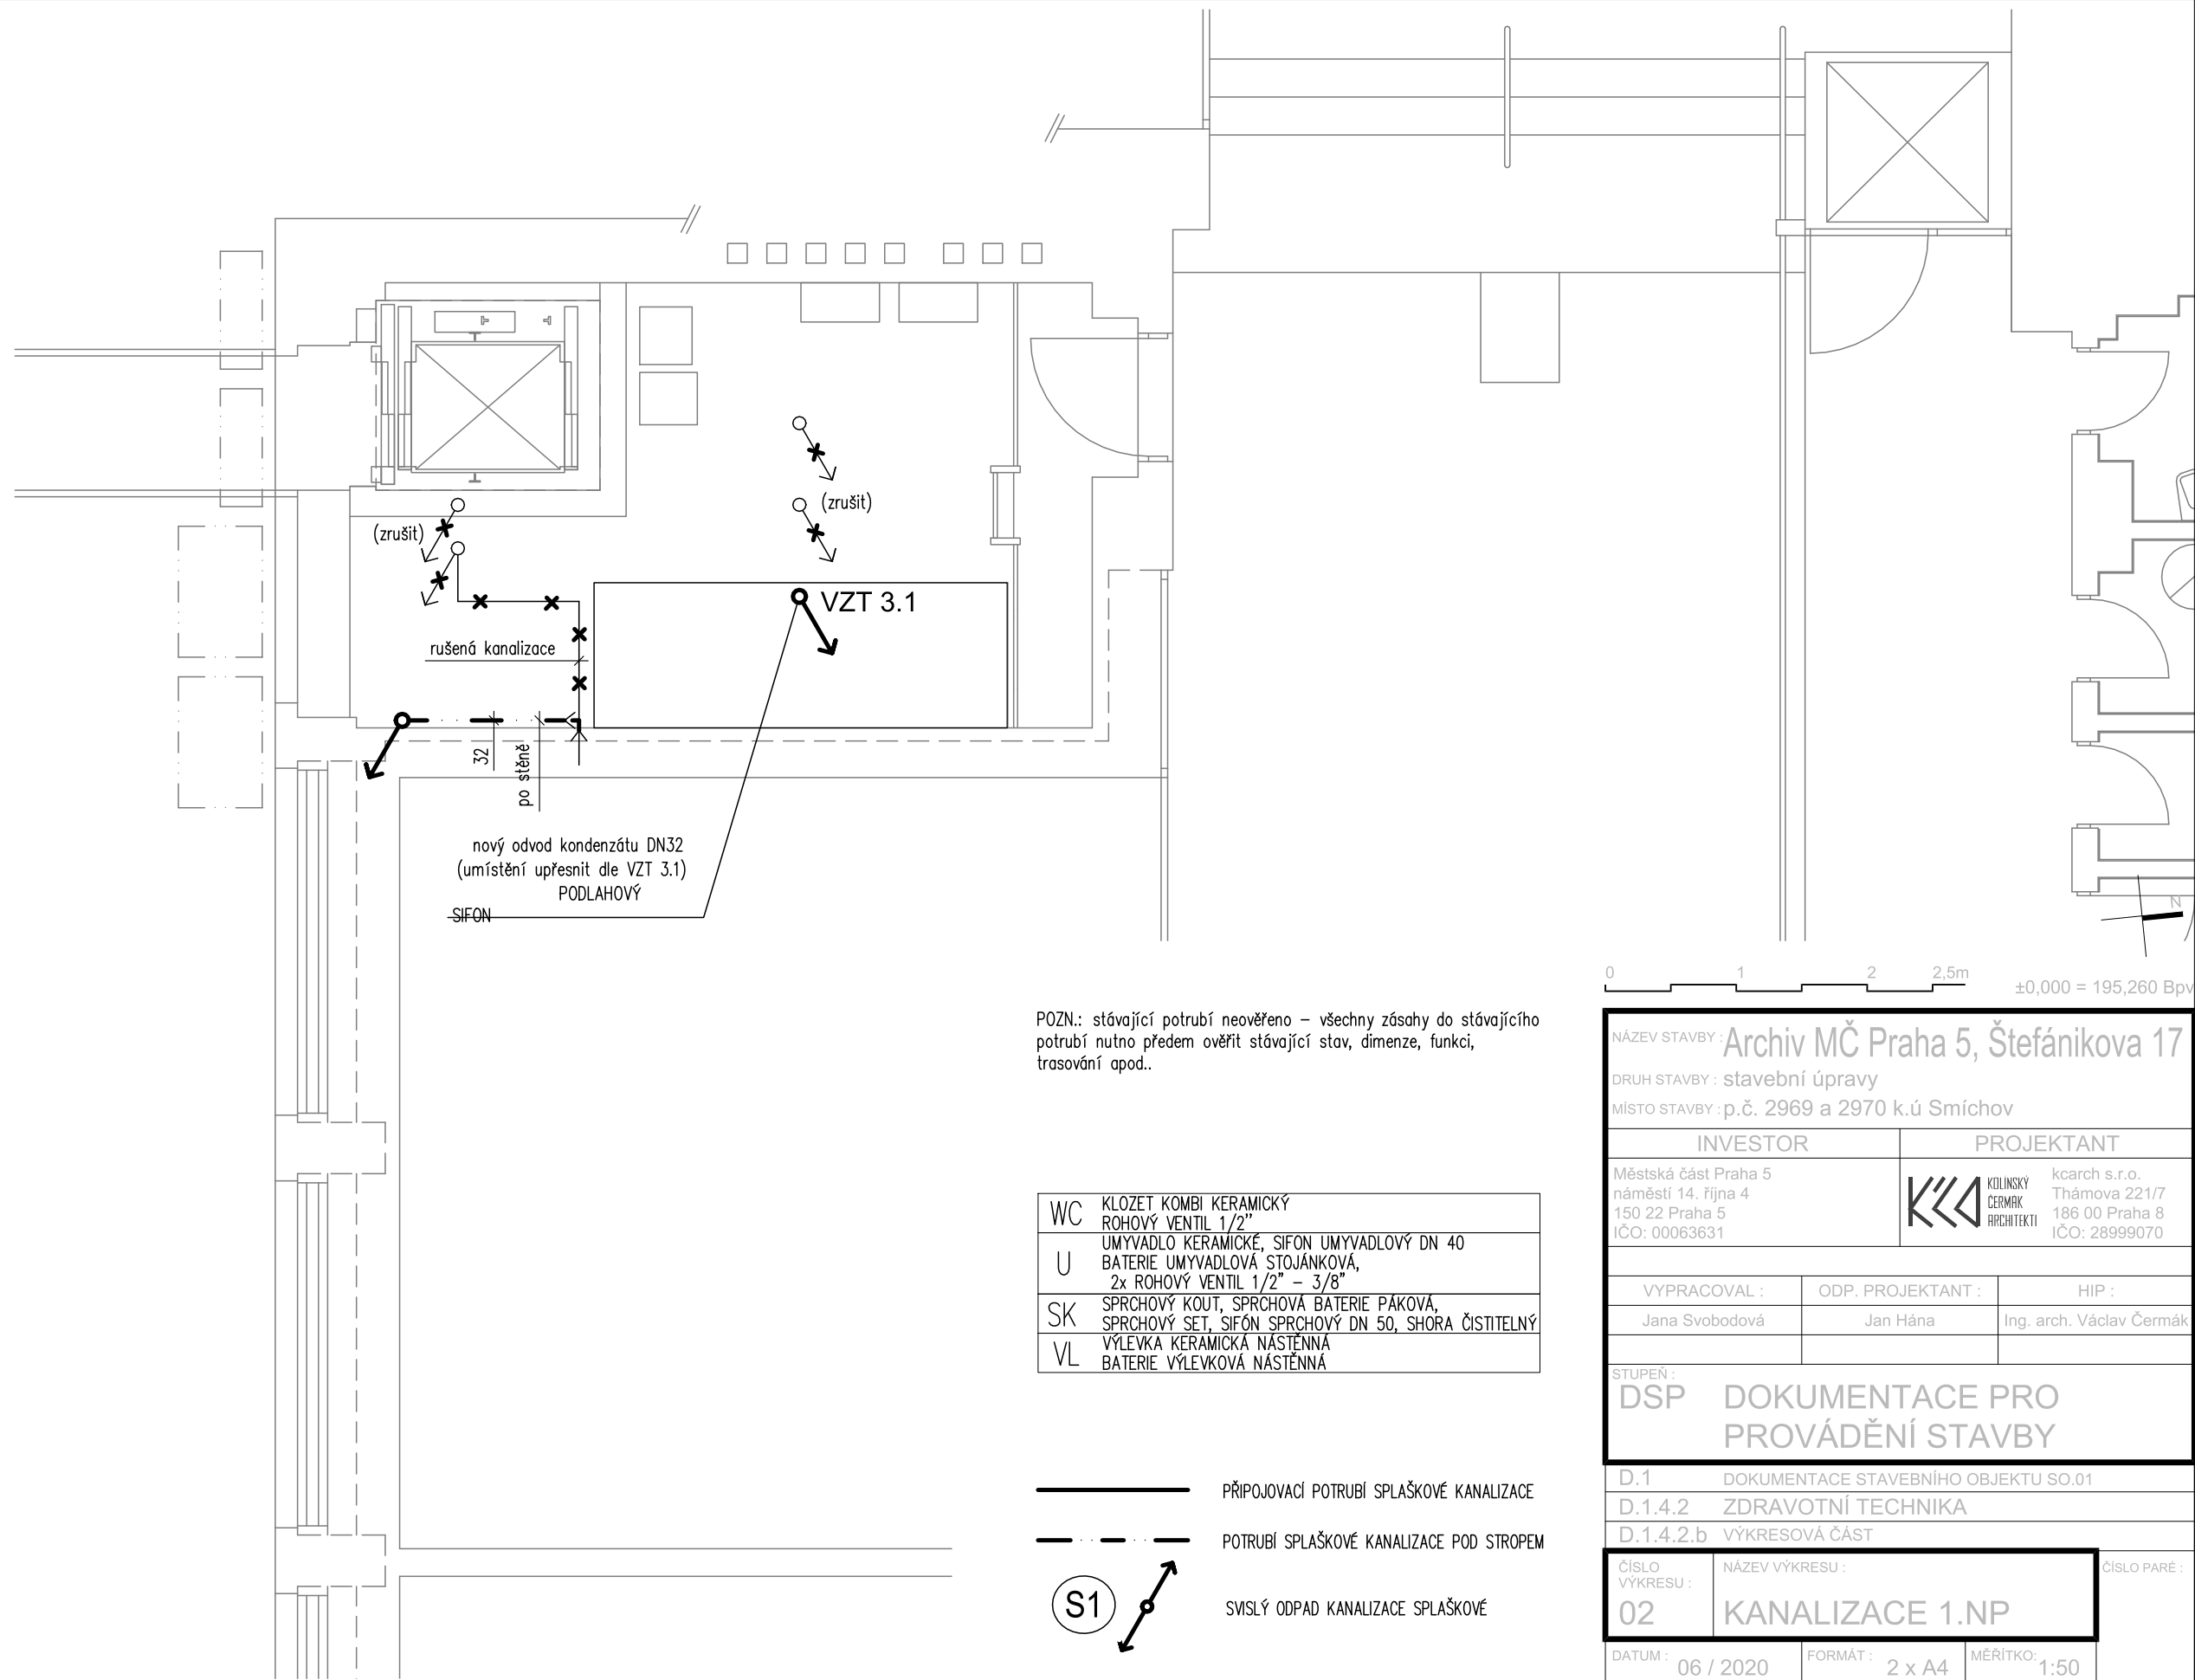 (zrušit)
(zrušit)
VZT 3.1
rušená kanalizace
32
po stěně
nový odvod kondenzátu DN32
(umístění upřesnit dle VZT 3.1)
PODLAHOVÝ
SIFON
N
0 1 2 2,5m
±0,000 = 195,260 Bpv
POZN.: stávající potrubí neověřeno – všechny zásahy do stávajícího
potrubí nutno předem ověřit stávající stav, dimenze, funkci,
trasování apod..
WC KLOZET KOMBI KERAMICKÝ
ROHOVÝ VENTIL 1/2"
U UMYVADLO KERAMICKÉ, SIFON UMYVADLOVÝ DN 40
BATERIE UMYVADLOVÁ STOJÁNKOVÁ,
2x ROHOVÝ VENTIL 1/2" – 3/8"
SK SPRCHOVÝ KOUT, SPRCHOVÁ BATERIE PÁKOVÁ,
SPRCHOVÝ SET, SIFÓN SPRCHOVÝ DN 50, SHORA ČISTITELNÝ
VL VÝLEVKA KERAMICKÁ NÁSTĚNNÁ
BATERIE VÝLEVKOVÁ NÁSTĚNNÁ
PŘIPOJOVACÍ POTRUBÍ SPLAŠKOVÉ KANALIZACE
POTRUBÍ SPLAŠKOVÉ KANALIZACE POD STROPEM
S1 SVISLÝ ODPAD KANALIZACE SPLAŠKOVÉ
NÁZEV STAVBY : Archiv MČ Praha 5, Štefánikova 17
DRUH STAVBY : stavební úpravy
MÍSTO STAVBY : p.č. 2969 a 2970 k.ú Smíchov
INVESTOR PROJEKTANT
Městská část Praha 5
náměstí 14. října 4
150 22 Praha 5
IČO: 00063631
KOLÍNSKÝ
ČERMÁK
ARCHITEKTI
kcarch s.r.o.
Thámova 221/7
186 00 Praha 8
IČO: 28999070
VYPRACOVAL : ODP. PROJEKTANT : HIP :
Jana Svobodová Jan Hána Ing. arch. Václav Čermák
STUPEŇ :
DSP DOKUMENTACE PRO
PROVÁDĚNÍ STAVBY
D.1 DOKUMENTACE STAVEBNÍHO OBJEKTU SO.01
D.1.4.2 ZDRAVOTNÍ TECHNIKA
D.1.4.2.b VÝKRESOVÁ ČÁST
ČÍSLO
VÝKRESU :
02
NÁZEV VÝKRESU :
KANALIZACE 1.NP
ČÍSLO PARÉ :
DATUM : 06 / 2020 FORMÁT : 2 x A4 MĚŘÍTKO: 1:50